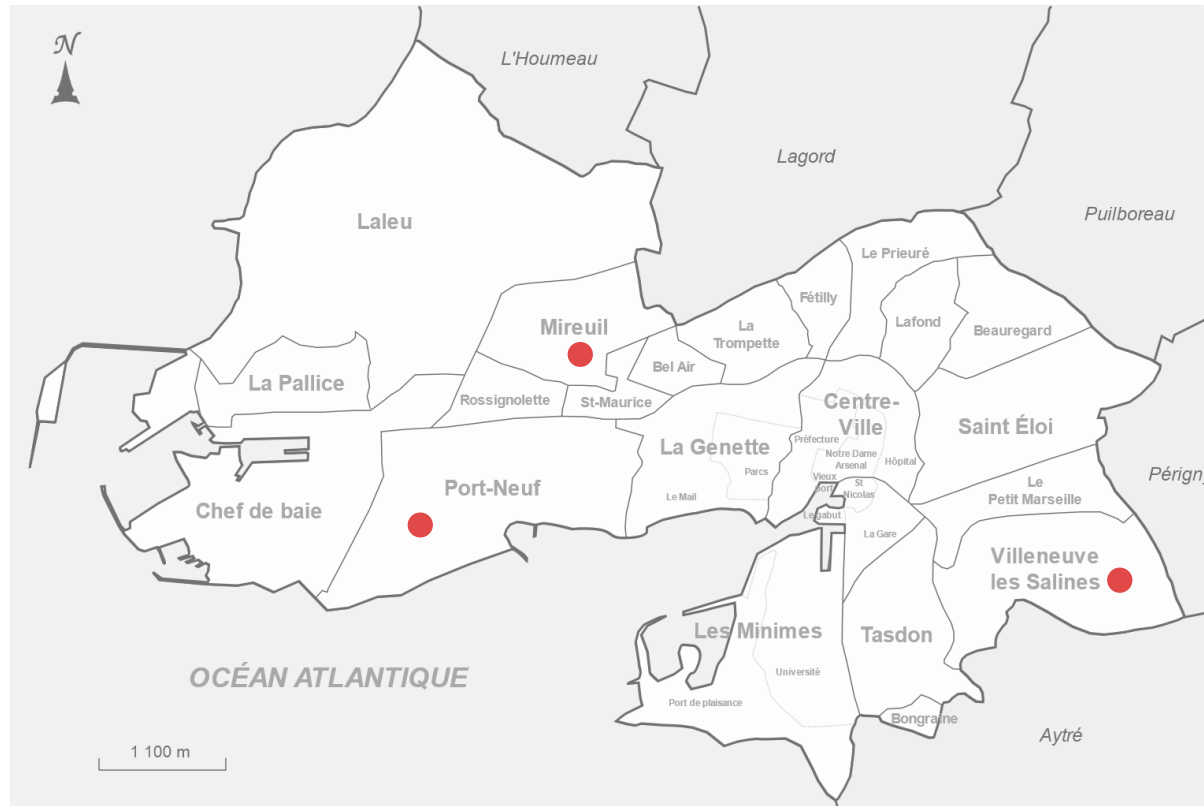 N
L'Houmeau
Lagord
Puilboreau
Laleu
Le Prieuré
Fétilly
Lafond
Beauregard
Mireuil
La
Trompette
Bel Air
La Pallice
Rossignolette
St-Maurice
Centre-
Ville
Saint Éloi
La Genette
Préfecture
Notre Dame
Arsenal
Hôpital
Parcs
Vieux
port
St
Nicolas
Le Mail
Le gabut
La Gare
Port-Neuf
Chef de baie
Le
Petit Marseille
Périgny
Villeneuve
les Salines
Les Minimes
Tasdon
Universitè
Port de plaisance
Bongraine
OCÉAN ATLANTIQUE
Aytré
1 100 m